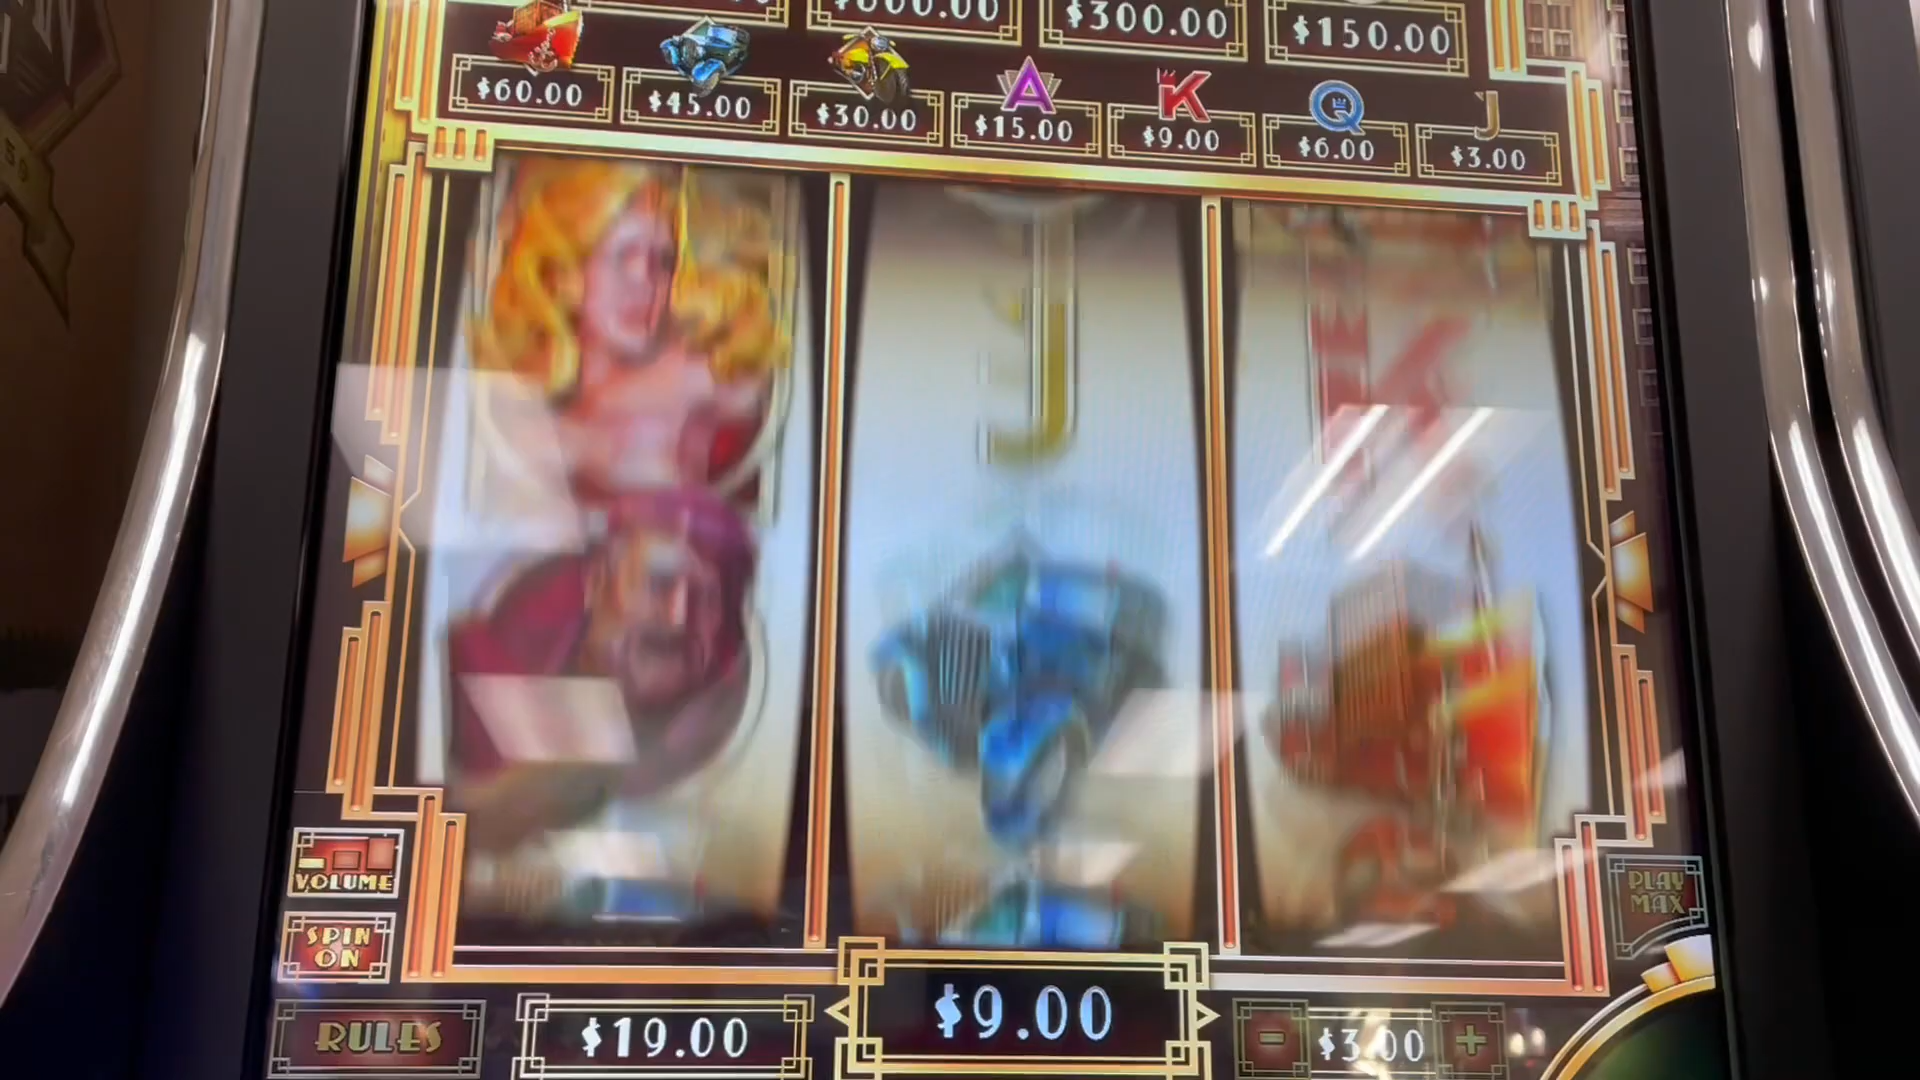 $300.00
$150.00
$60.00
$45.00
$30.00
A
$15.00
K
$9.00
Q
$6.00
J
$3.00
J
K
VOLUME
SPIN
ON
PLAY
MAX
RULES
$19.00
$9.00
-
$3.00
+